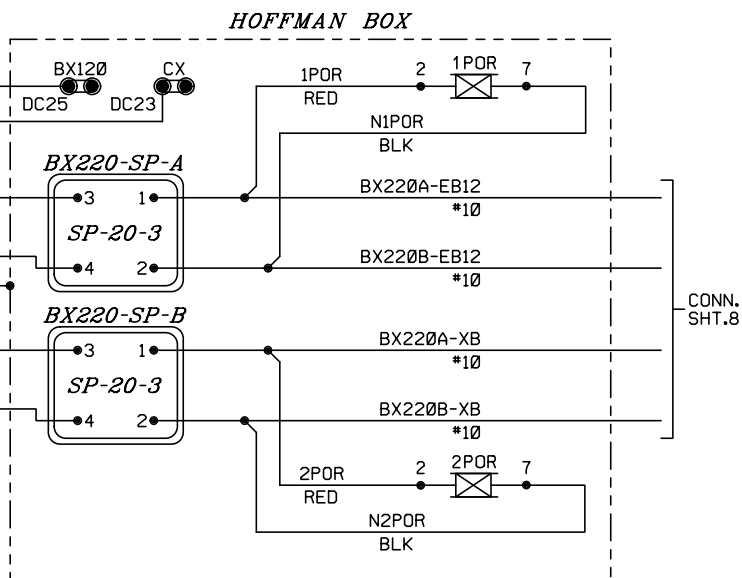 HOFFMAN BOX
BX120 CX 1POR
2 7
DC25 DC23 1POR
RED
N1POR
BLK
BX220-SP-A
3 1 BX220A-EB12
#10
SP-20-3
4 2 BX220B-EB12
#10
CONN.
SHT.8
BX220-SP-B
3 1 BX220A-XB
#10
SP-20-3
4 2 BX220B-XB
#10
2POR 2 2POR 7
RED
N2POR
BLK